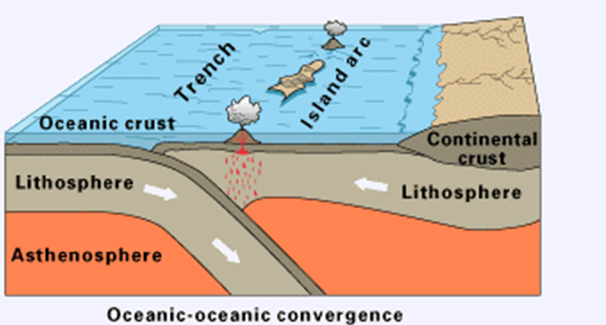 Trench
Island arc
Oceanic crust
Continental
crust
Lithosphere
Lithosphere
Asthenosphere
Oceanic-oceanic convergence